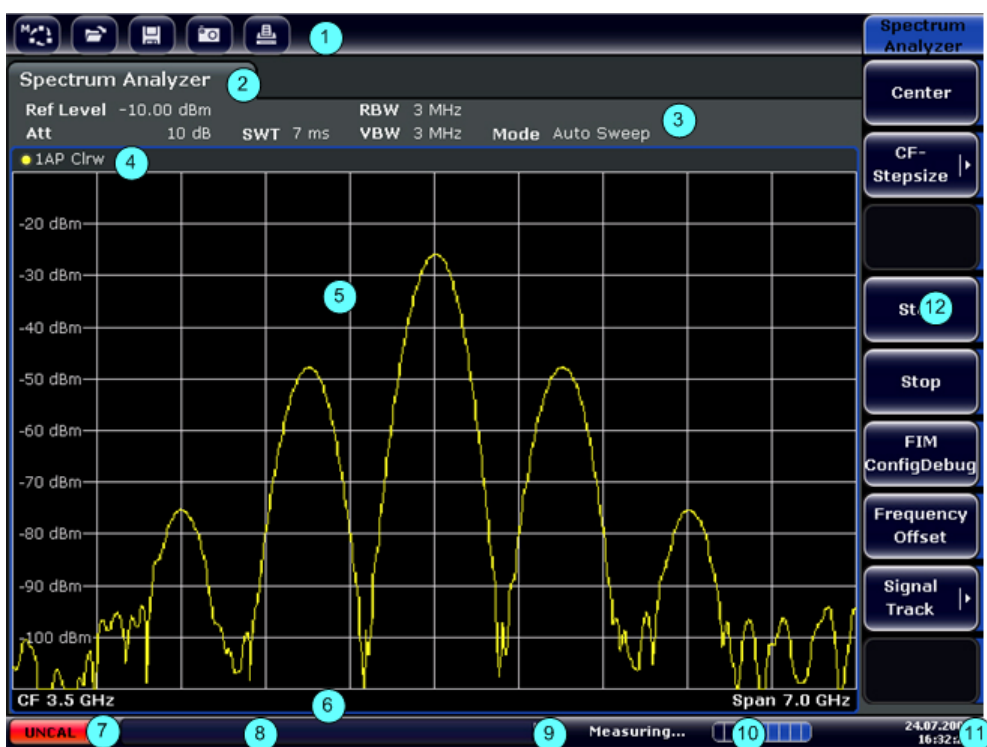 M
1
Spectrum Analyzer
Spectrum Analyzer 2
Ref Level -10.00 dBm RBW 3 MHz
Att 10 dB SWT 7 ms VBW 3 MHz Mode Auto Sweep 3
1AP Clrw 4
-20 dBm
-30 dBm
5
-40 dBm
-50 dBm
-60 dBm
-70 dBm
-80 dBm
-90 dBm
-100 dBm
CF 3.5 GHz 6 Span 7.0 GHz
Center
CF-
Stepsize
12
Stop
FIM
ConfigDebug
Frequency
Offset
Signal
Track
UNCAL 7 8 9 Measuring... 10 11